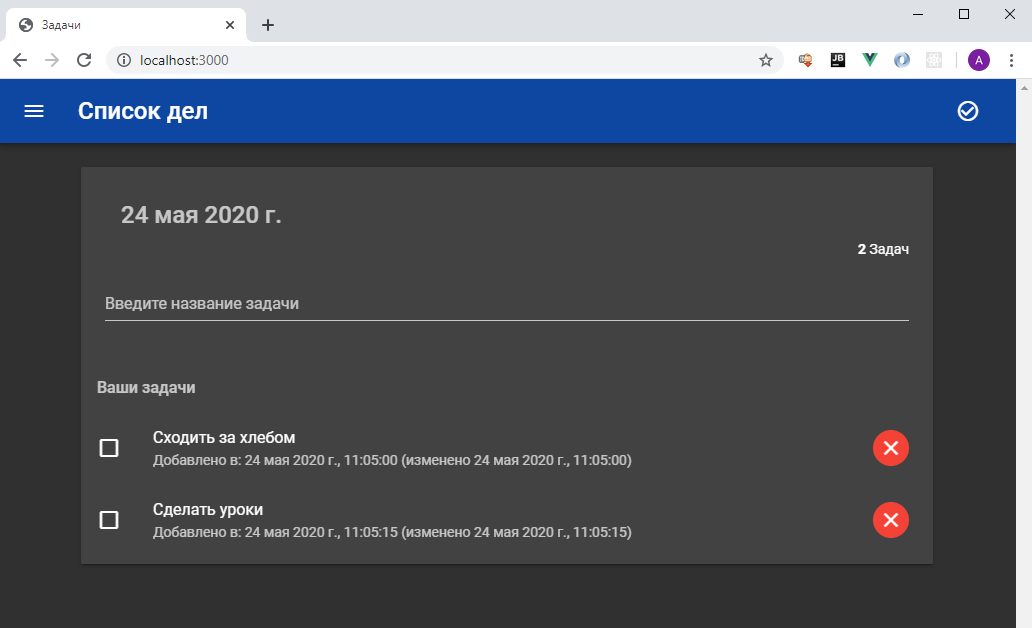 Задачи
localhost:3000
JB
A
Список дел
24 мая 2020 г.
2 Задач
Введите название задачи
Ваши задачи
Сходить за хлебом
Добавлено в: 24 мая 2020 г., 11:05:00 (изменено 24 мая 2020 г., 11:05:00)
Сделать уроки
Добавлено в: 24 мая 2020 г., 11:05:15 (изменено 24 мая 2020 г., 11:05:15)